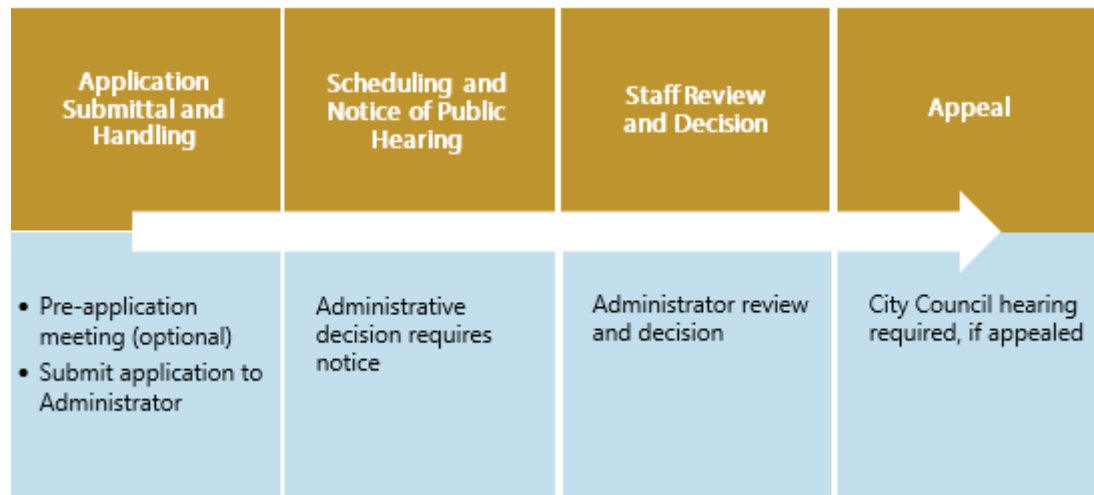 Application
Submittal and
Handling
Scheduling and
Notice of Public
Hearing
Staff Review
and Decision
Appeal
• Pre-application
meeting (optional)
• Submit application to
Administrator
Administrative
decision requires
notice
Administrator review
and decision
City Council hearing
required, if appealed